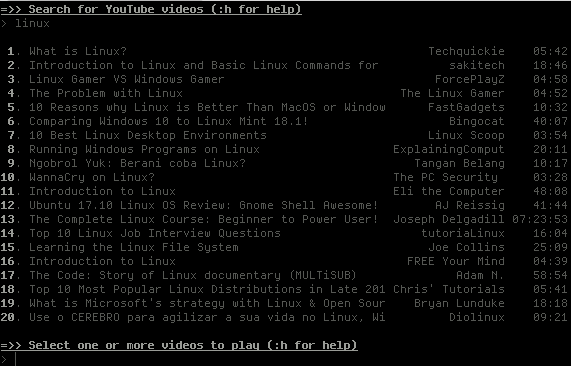 =>> Search for YouTube videos (:h for help)
> linux
1. What is Linux? Techquickie 05:42
2. Introduction to Linux and Basic Linux Commands for sakitech 18:46
3. Linux Gamer VS Windows Gamer ForcePlayZ 04:58
4. The Problem with Linux The Linux Gamer 04:52
5. 10 Reasons why Linux is Better Than MacOS or Window FastGadgets 10:32
6. Comparing Windows 10 to Linux Mint 18.1! Bingocat 40:07
7. 10 Best Linux Desktop Environments Linux Scoop 03:54
8. Running Windows Programs on Linux ExplainingComput 20:11
9. Ngobrol Yuk: Berani coba Linux? Tangan Belang 10:17
10. WannaCry on Linux? The PC Security 03:28
11. Introduction to Linux Eli the Computer 48:08
12. Ubuntu 17.10 Linux OS Review: Gnome Shell Awesome! AJ Reissig 41:44
13. The Complete Linux Course: Beginner to Power User! Joseph Delgadill 07:23:53
14. Top 10 Linux Job Interview Questions tutoriaLinux 16:04
15. Learning the Linux File System Joe Collins 25:09
16. Introduction to Linux FREE Your Mind 04:39
17. The Code: Story of Linux documentary (MULTiSUB) Adam N. 58:54
18. Top 10 Most Popular Linux Distributions in Late 201 Chris' Tutorials 05:41
19. What is Microsoft's strategy with Linux & Open Sour Bryan Lunduke 18:18
20. Use o CEREBRO para agilizar a sua vida no Linux, Wi Diolinux 09:21
=>> Select one or more videos to play (:h for help)
>